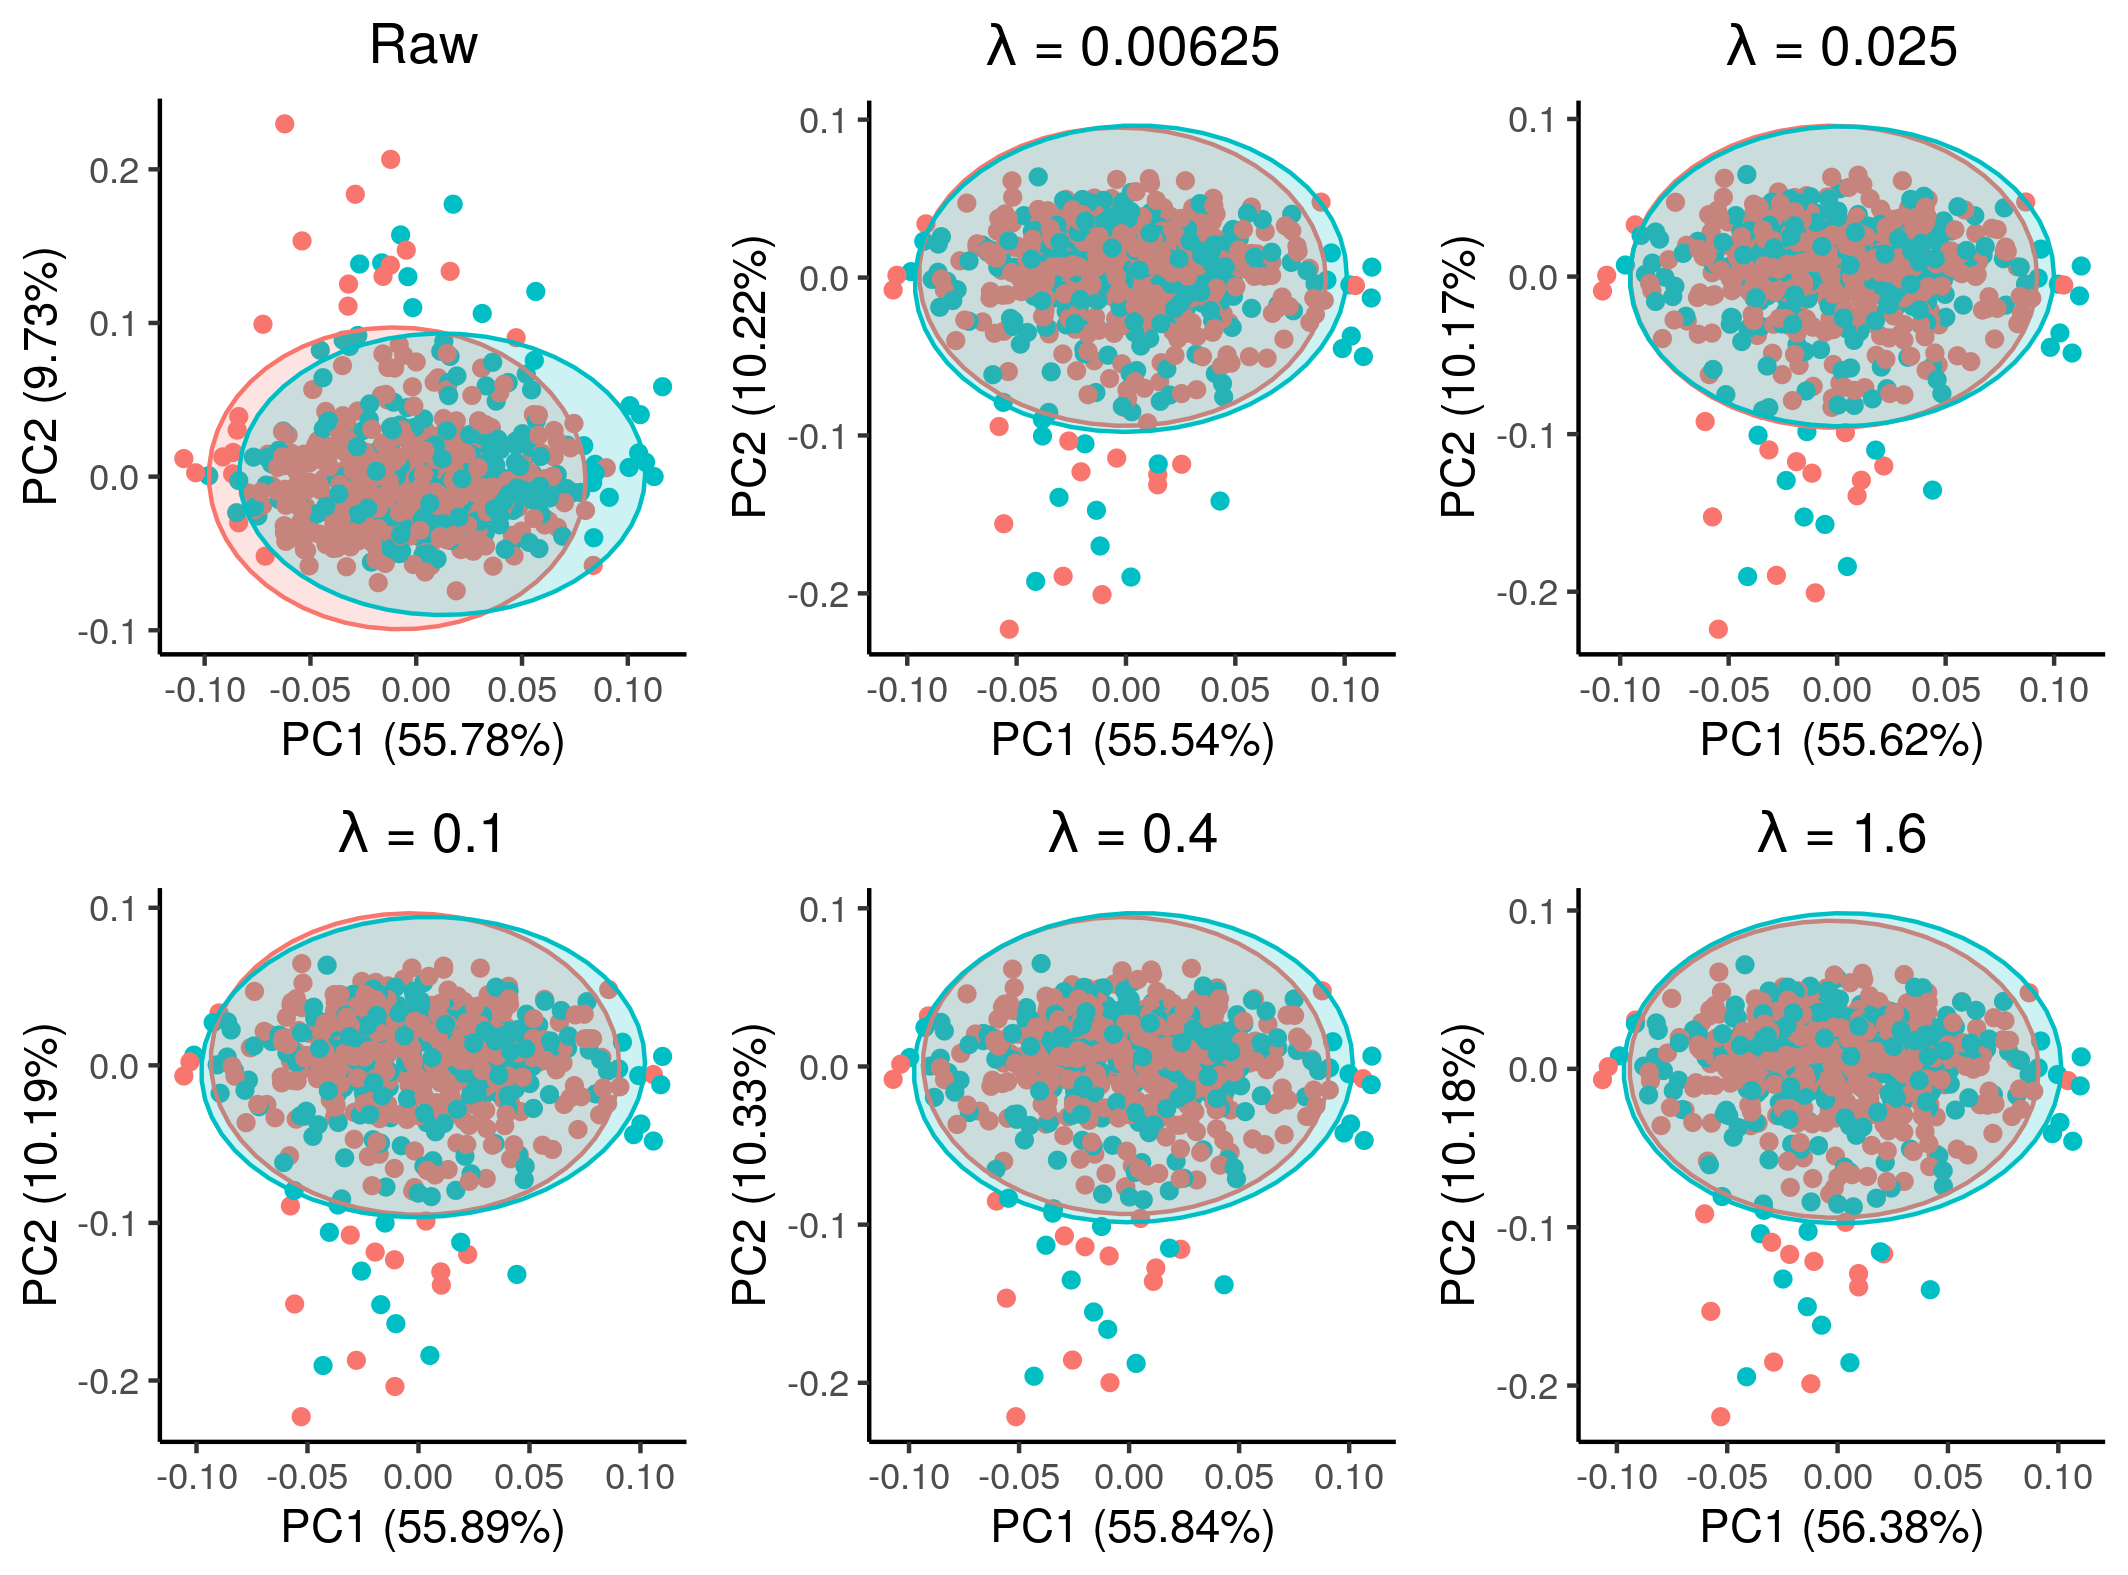 Raw
λ = 0.00625
λ = 0.025
PC2 (9.73%)
0.2
0.1
0.0
-0.1
-0.10 -0.05 0.00 0.05 0.10
PC1 (55.78%)
PC2 (10.22%)
0.1
0.0
-0.1
-0.2
-0.10 -0.05 0.00 0.05 0.10
PC1 (55.54%)
PC2 (10.17%)
0.1
0.0
-0.1
-0.2
-0.10 -0.05 0.00 0.05 0.10
PC1 (55.62%)
λ = 0.1
λ = 0.4
λ = 1.6
PC2 (10.19%)
0.1
0.0
-0.1
-0.2
-0.10 -0.05 0.00 0.05 0.10
PC1 (55.89%)
PC2 (10.33%)
0.1
0.0
-0.1
-0.2
-0.10 -0.05 0.00 0.05 0.10
PC1 (55.84%)
PC2 (10.18%)
0.1
0.0
-0.1
-0.2
-0.10 -0.05 0.00 0.05 0.10
PC1 (56.38%)